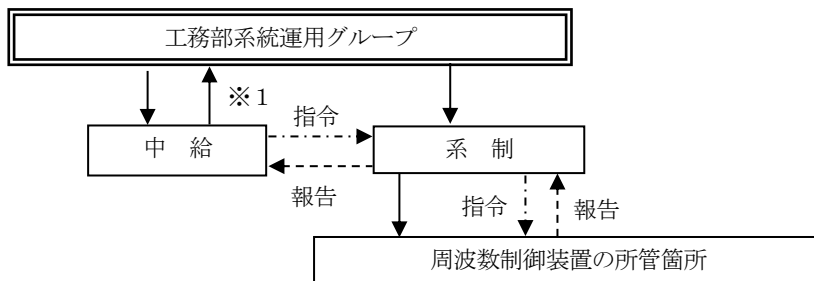 工務部系統運用グループ
※1
指令
中　給
系　制
報告
指令
報告
周波数制御装置の所管箇所